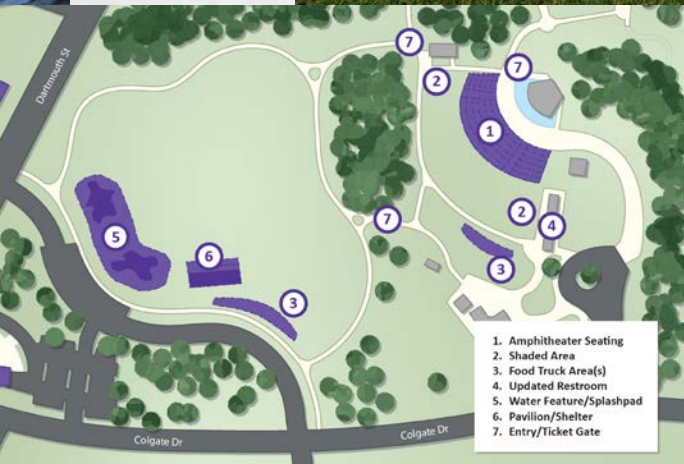 Dartmouth St
7
7
2
1
2
4
7
5
6
3
3
1. Amphitheater Seating
2. Shaded Area
3. Food Truck Area(s)
4. Updated Restroom
5. Water Feature/Splashpad
6. Pavilion/Shelter
7. Entry/Ticket Gate
Colgate Dr
Colgate Dr